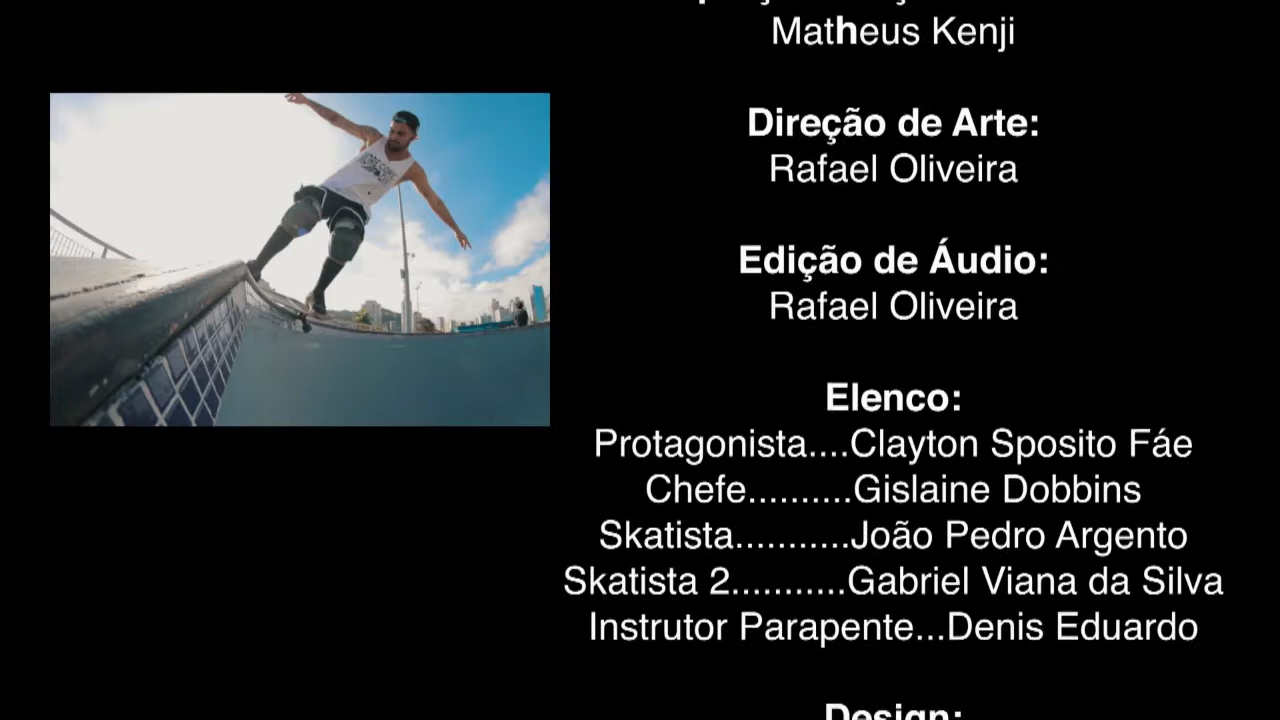 Matheus Kenji
Direção de Arte:
Rafael Oliveira
Edição de Áudio:
Rafael Oliveira
Elenco:
Protagonista....Clayton Sposito Fáe
Chefe..........Gislaine Dobbins
Skatista...........João Pedro Argento
Skatista 2...........Gabriel Viana da Silva
Instrutor Parapente...Denis Eduardo
Design: